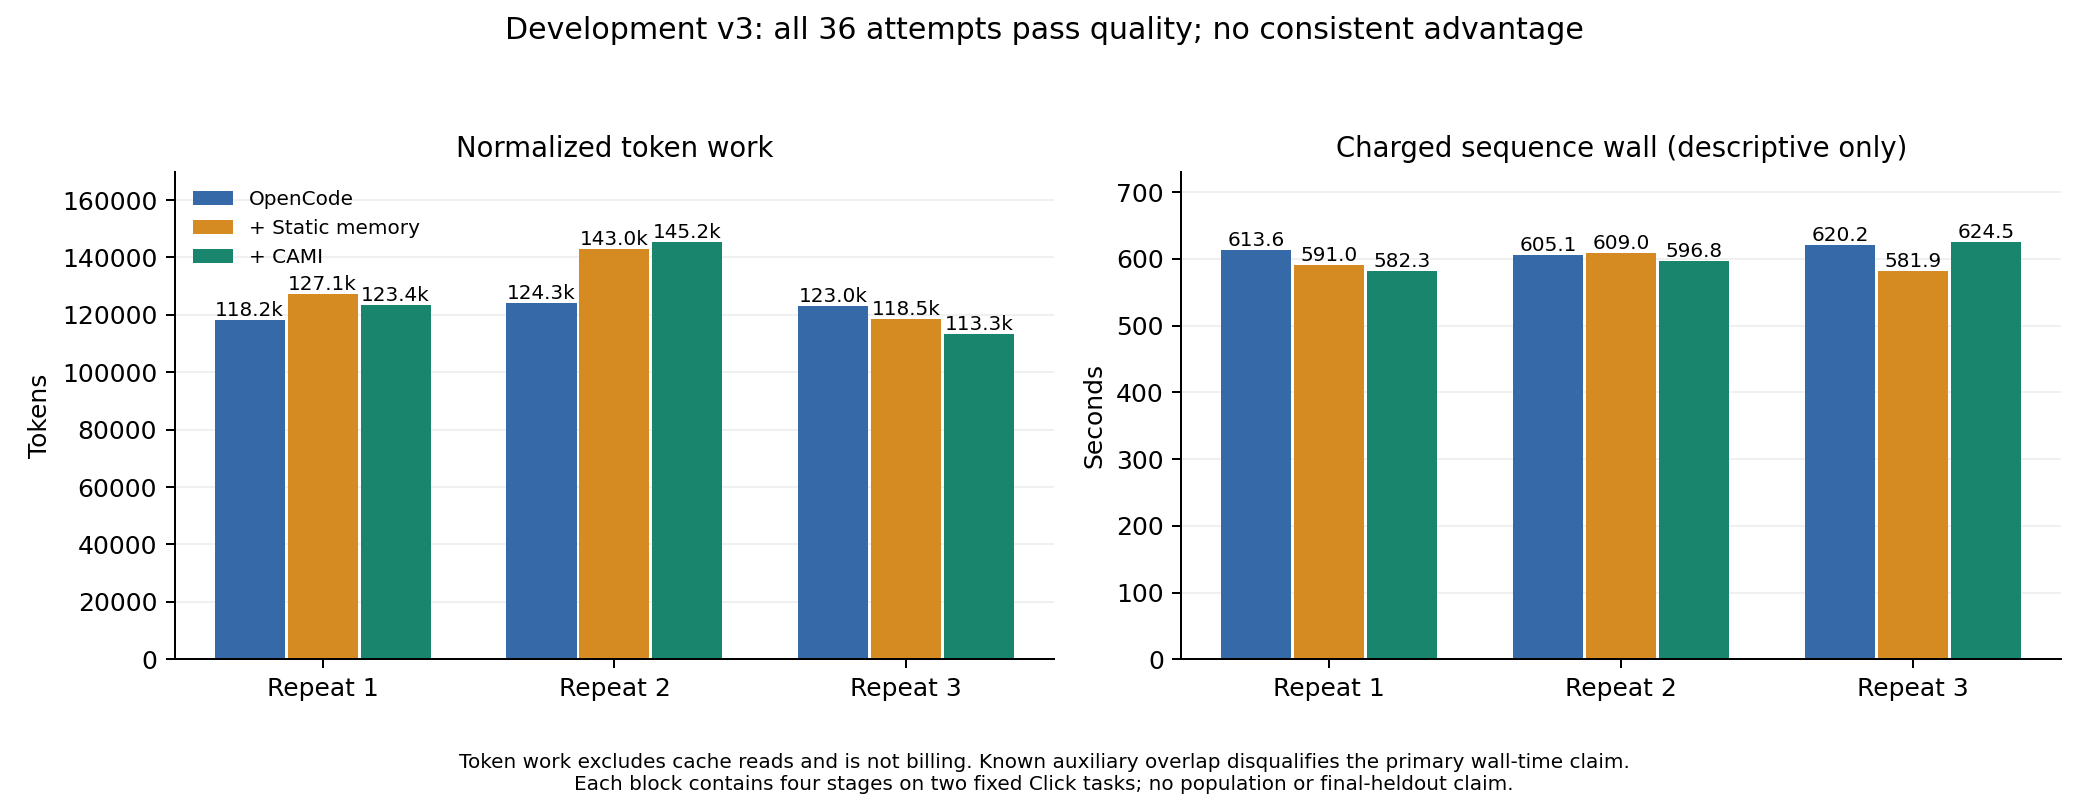 Development v3: all 36 attempts pass quality; no consistent advantage
Normalized token work
Tokens
160000
140000
120000
100000
80000
60000
40000
20000
0
OpenCode
+ Static memory
+ CAMI
118.2k
127.1k
123.4k
124.3k
143.0k
145.2k
123.0k
118.5k
113.3k
Repeat 1
Repeat 2
Repeat 3
Charged sequence wall (descriptive only)
Seconds
700
600
500
400
300
200
100
0
613.6
591.0
582.3
605.1
609.0
596.8
620.2
581.9
624.5
Repeat 1
Repeat 2
Repeat 3
Token work excludes cache reads and is not billing. Known auxiliary overlap disqualifies the primary wall-time claim.
Each block contains four stages on two fixed Click tasks; no population or final-heldout claim.